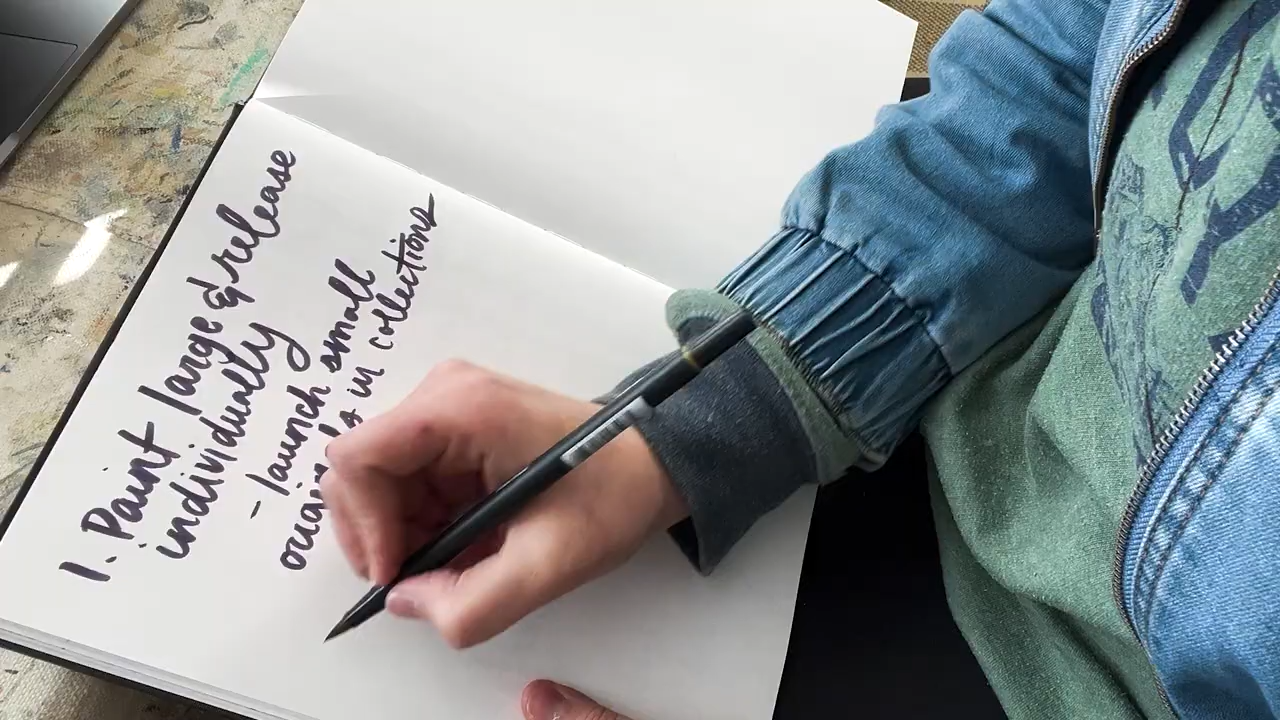 1. Paint large & release
individually
- launch small
in collections